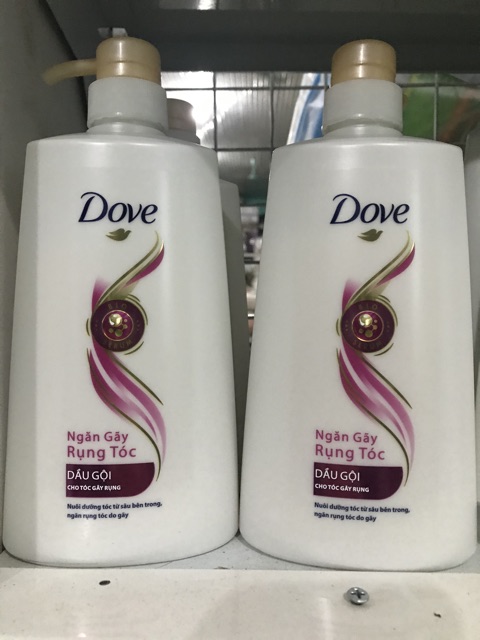 Dove
Ngăn Gãy
Rụng Tóc
DẦU GỘI
CHO TÓC GÃY RỤNG
Nuôi dưỡng tóc từ sâu bên trong,
ngăn rụng tóc do gãy
Dove
Ngăn Gãy
Rụng Tóc
DẦU GỘI
CHO TÓC GÃY RỤNG
Nuôi dưỡng tóc từ sâu bên trong,
ngăn rụng tóc do gãy